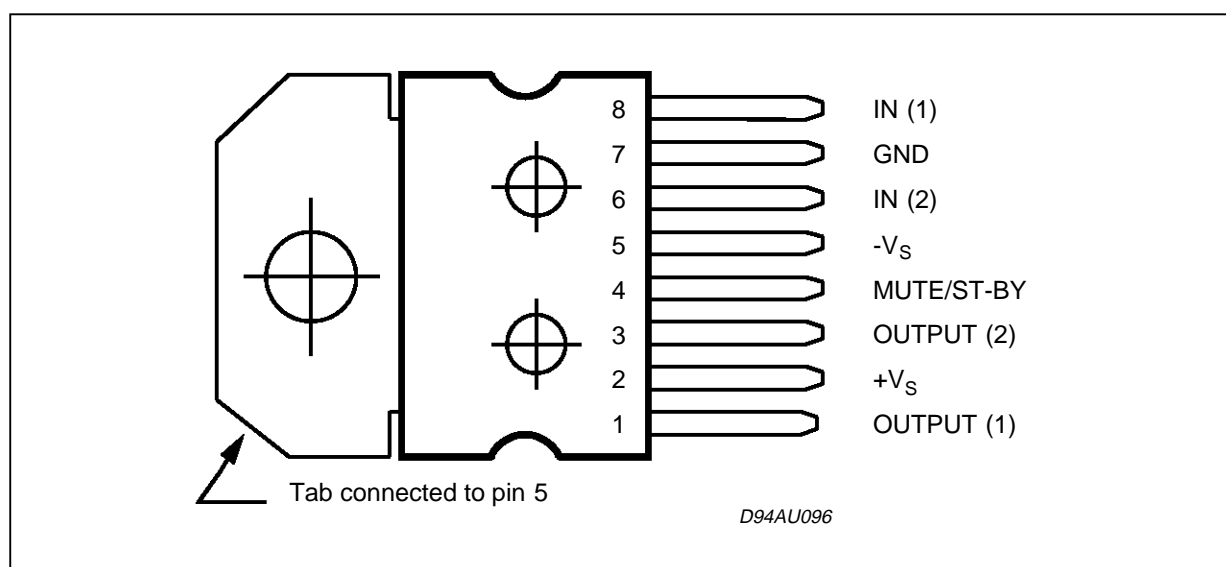 8 IN (1)
7 GND
6 IN (2)
5 -VS
4 MUTE/ST-BY
3 OUTPUT (2)
2 +VS
1 OUTPUT (1)
Tab connected to pin 5
D94AU096